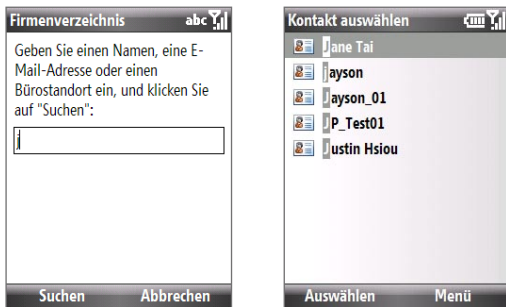 Firmenverzeichnis abc
Geben Sie einen Namen, eine E-
Mail-Adresse oder einen
Bürostandort ein, und klicken Sie
auf "Suchen":
j
Suchen Abbrechen
Kontakt auswählen
Jane Tai
jayson
Jayson_01
JP_Test01
Justin Hsiou
Auswählen Menü